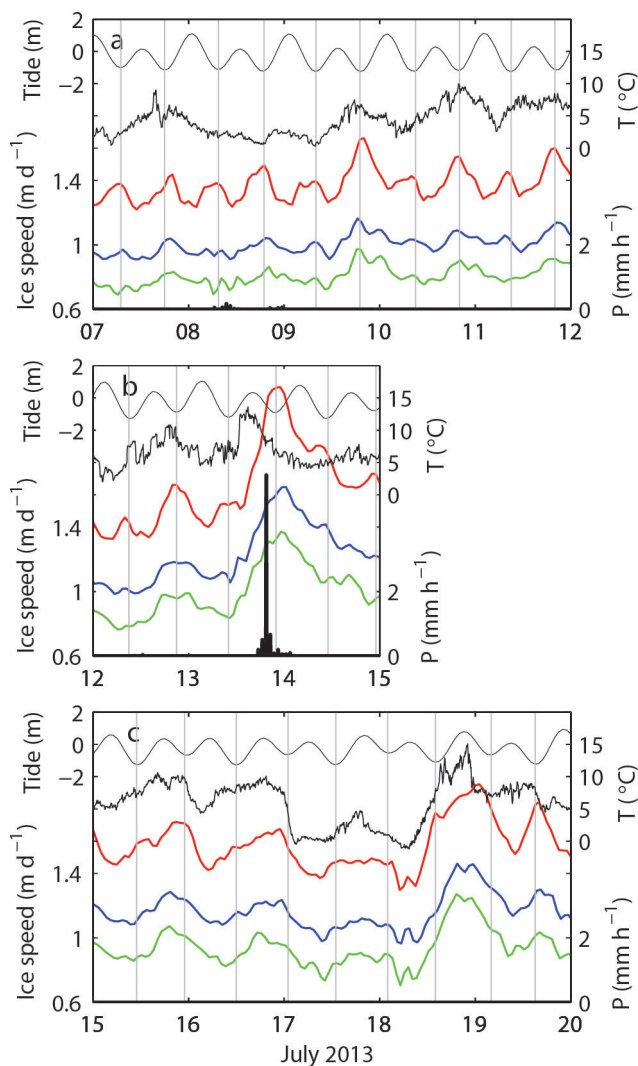 a
Tide (m)
2
0
−2
Ice speed (m d⁻¹)
1.4
1
0.6
15
10
5
0
T (°C)
2
0
P (mm h⁻¹)
07 08 09 10 11 12
b
Tide (m)
2
0
−2
Ice speed (m d⁻¹)
1.4
1
0.6
15
10
5
0
T (°C)
2
0
P (mm h⁻¹)
12 13 14 15
c
Tide (m)
2
0
−2
Ice speed (m d⁻¹)
1.4
1
0.6
15
10
5
0
T (°C)
2
0
P (mm h⁻¹)
15 16 17 18 19 20
July 2013